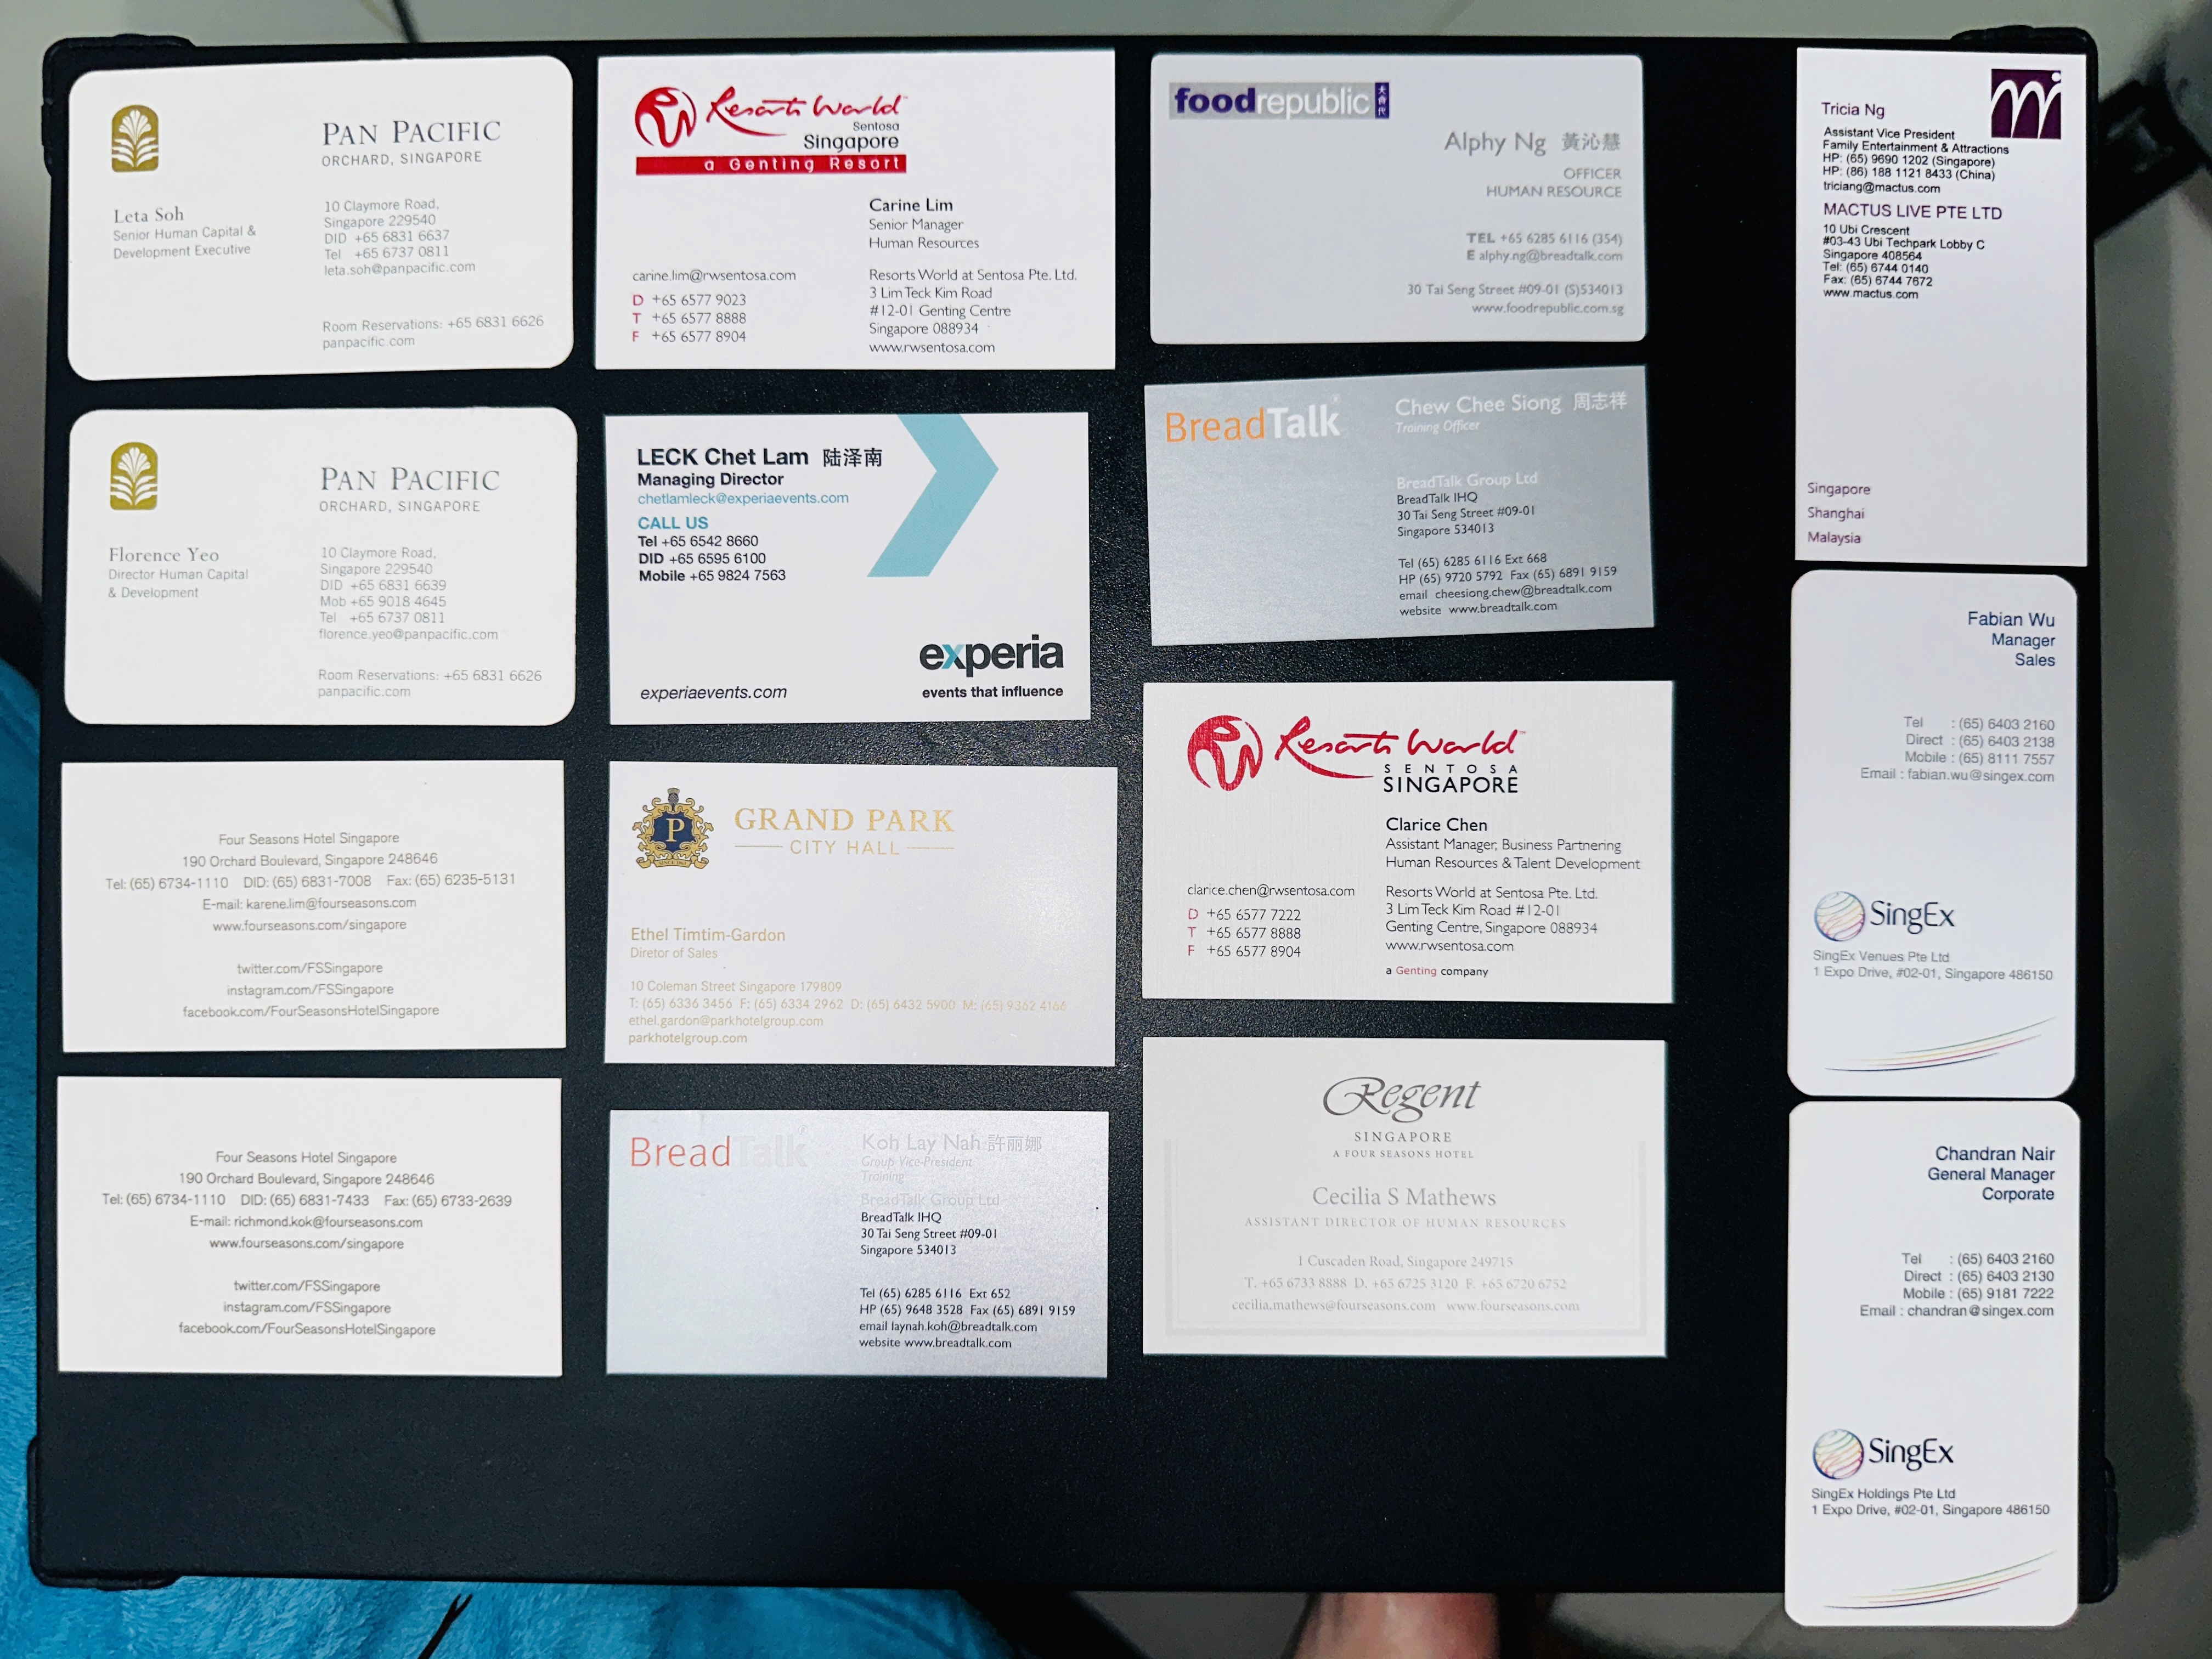 PAN PACIFIC
ORCHARD, SINGAPORE
Leta Soh
Senior Human Capital &
Development Executive
10 Claymore Road,
Singapore 229540
DID +65 6831 6637
Tel +65 6737 0811
leta.soh@panpacific.com
Room Reservations: +65 6831 6626
panpacific.com
PAN PACIFIC
ORCHARD, SINGAPORE
Florence Yeo
Director Human Capital
& Development
10 Claymore Road,
Singapore 229540
DID +65 6831 6639
Mob +65 9018 4645
Tel +65 6737 0811
florence.yeo@panpacific.com
Room Reservations: +65 6831 6626
panpacific.com
Four Seasons Hotel Singapore
190 Orchard Boulevard, Singapore 248646
Tel: (65) 6734-1110 DID: (65) 6831-7008 Fax: (65) 6235-5131
E-mail: karene.lim@fourseasons.com
www.fourseasons.com/singapore
twitter.com/FSSingapore
instagram.com/FSSingapore
facebook.com/FourSeasonsHotelSingapore
Four Seasons Hotel Singapore
190 Orchard Boulevard, Singapore 248646
Tel: (65) 6734-1110 DID: (65) 6831-7433 Fax: (65) 6733-2639
E-mail: richmond.kok@fourseasons.com
www.fourseasons.com/singapore
twitter.com/FSSingapore
instagram.com/FSSingapore
facebook.com/FourSeasonsHotelSingapore
Resorts World™
Sentosa
Singapore
a Genting Resort
Carine Lim
Senior Manager
Human Resources
carine.lim@rwsentosa.com
D +65 6577 9023
T +65 6577 8888
F +65 6577 8904
Resorts World at Sentosa Pte. Ltd.
3 Lim Teck Kim Road
#12-01 Genting Centre
Singapore 088934
www.rwsentosa.com
LECK Chet Lam 陆泽南
Managing Director
chetlamleck@experiaevents.com
CALL US
Tel +65 6542 8660
DID +65 6595 6100
Mobile +65 9824 7563
experia
events that influence
experiaevents.com
P
GRAND PARK
CITY HALL
Ethel Timtim-Gardon
Diretor of Sales
10 Coleman Street Singapore 179809
T: (65) 6336 3456 F: (65) 6334 2962 D: (65) 6432 5900 M: (65) 9362 4166
ethel.gardon@parkhotelgroup.com
parkhotelgroup.com
BreadTalk®
Koh Lay Nah 許丽娜
Group Vice-President
Training
BreadTalk Group Ltd
BreadTalk IHQ
30 Tai Seng Street #09-01
Singapore 534013
Tel (65) 6285 6116 Ext 652
HP (65) 9648 3528 Fax (65) 6891 9159
email laynah.koh@breadtalk.com
website www.breadtalk.com
foodrepublic 大食代
Alphy Ng 黃沁慧
OFFICER
HUMAN RESOURCE
TEL +65 6285 6116 (354)
E alphy.ng@breadtalk.com
30 Tai Seng Street #09-01 (S)534013
www.foodrepublic.com.sg
BreadTalk®
Chew Chee Siong 周志祥
Training Officer
BreadTalk Group Ltd
BreadTalk IHQ
30 Tai Seng Street #09-01
Singapore 534013
Tel (65) 6285 6116 Ext 668
HP (65) 9720 5792 Fax (65) 6891 9159
email cheesiong.chew@breadtalk.com
website www.breadtalk.com
Resorts World™
SENTOSA
SINGAPORE
Clarice Chen
Assistant Manager, Business Partnering
Human Resources & Talent Development
clarice.chen@rwsentosa.com
D +65 6577 7222
T +65 6577 8888
F +65 6577 8904
Resorts World at Sentosa Pte. Ltd.
3 Lim Teck Kim Road #12-01
Genting Centre, Singapore 088934
www.rwsentosa.com
a Genting company
Regent
SINGAPORE
A FOUR SEASONS HOTEL
Cecilia S Mathews
ASSISTANT DIRECTOR OF HUMAN RESOURCES
1 Cuscaden Road, Singapore 249715
T. +65 6733 8888 D. +65 6725 3120 F. +65 6720 6752
cecilia.mathews@fourseasons.com www.fourseasons.com
mi
Tricia Ng
Assistant Vice President
Family Entertainment & Attractions
HP: (65) 9690 1202 (Singapore)
HP: (86) 188 1121 8433 (China)
triciang@mactus.com
MACTUS LIVE PTE LTD
10 Ubi Crescent
#03-43 Ubi Techpark Lobby C
Singapore 408564
Tel: (65) 6744 0140
Fax: (65) 6744 7672
www.mactus.com
Singapore
Shanghai
Malaysia
Fabian Wu
Manager
Sales
Tel : (65) 6403 2160
Direct : (65) 6403 2138
Mobile : (65) 8111 7557
Email : fabian.wu@singex.com
SingEx
SingEx Venues Pte Ltd
1 Expo Drive, #02-01, Singapore 486150
Chandran Nair
General Manager
Corporate
Tel : (65) 6403 2160
Direct : (65) 6403 2130
Mobile : (65) 9181 7222
Email : chandran@singex.com
SingEx
SingEx Holdings Pte Ltd
1 Expo Drive, #02-01, Singapore 486150